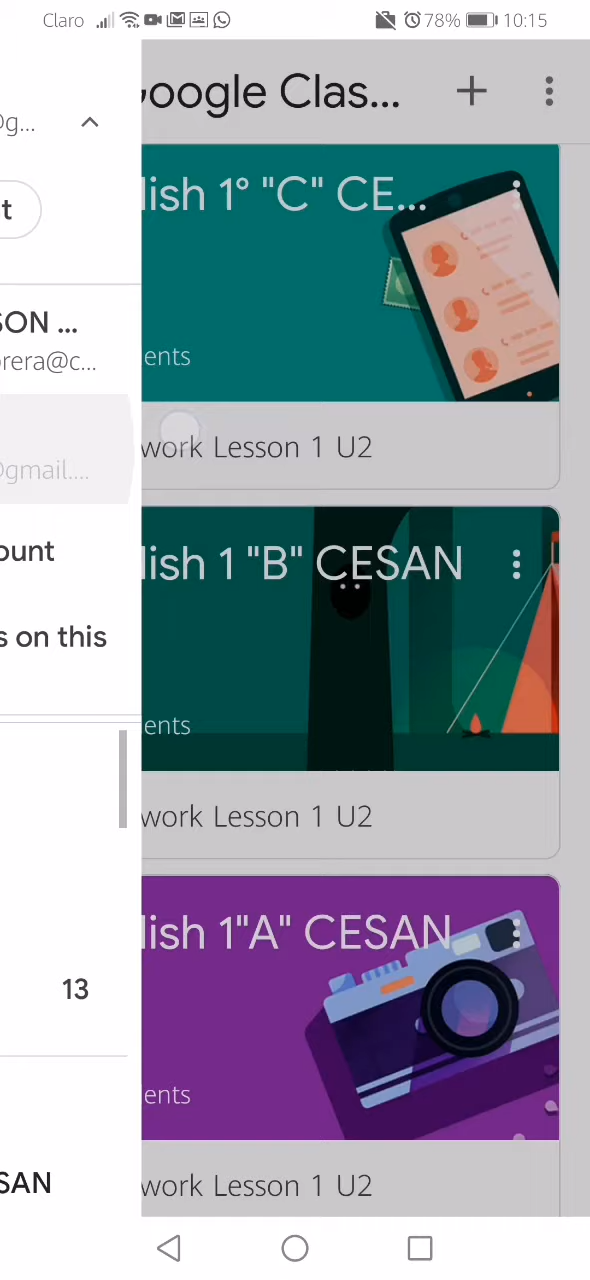 Claro 78% 10:15
oogle Clas...
@g...
t
lish 1° "C" CE...
SON ...
rera@c...
ents
work Lesson 1 U2
@gmail....
ount
lish 1 "B" CESAN
s on this
ents
work Lesson 1 U2
lish 1"A" CESAN
13
ents
SAN
work Lesson 1 U2